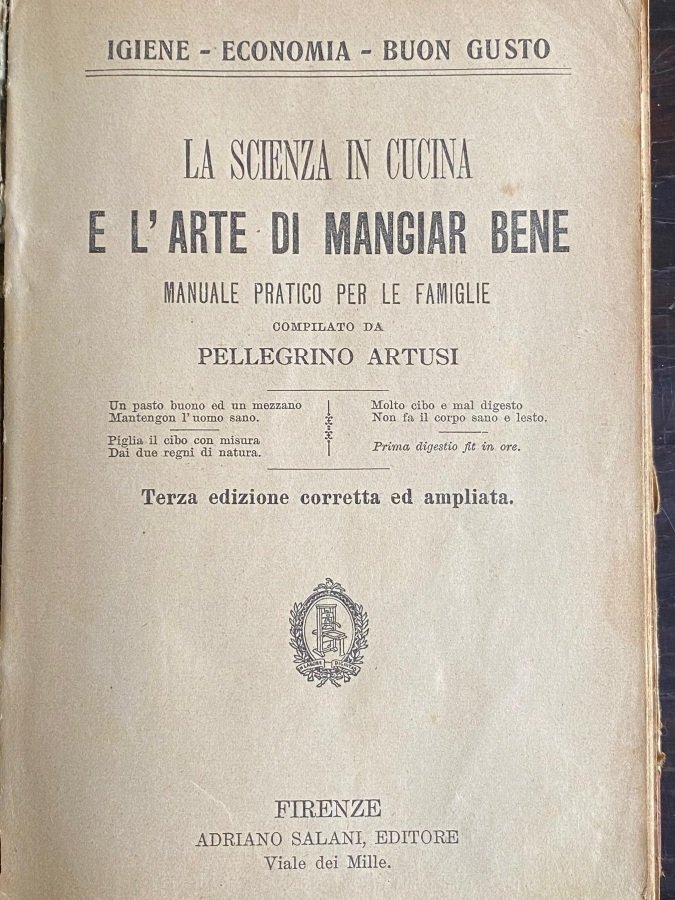 IGIENE - ECONOMIA - BUON GUSTO
LA SCIENZA IN CUCINA
E L'ARTE DI MANGIAR BENE
MANUALE PRATICO PER LE FAMIGLIE
COMPILATO DA
PELLEGRINO ARTUSI
Un pasto buono ed un mezzano
Mantengon l'uomo sano.
Piglia il cibo con misura
Dai due regni di natura.
Molto cibo e mal digesto
Non fa il corpo sano e lesto.
Prima digestio fit in ore.
Terza edizione corretta ed ampliata.
FIRENZE
ADRIANO SALANI, EDITORE
Viale dei Mille.